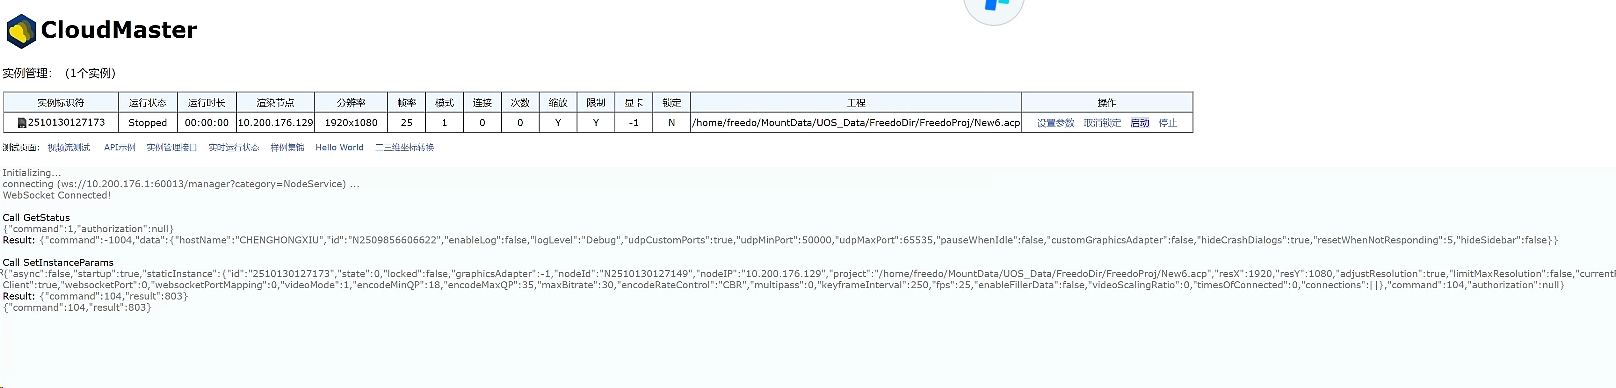 CloudMaster
实例管理： （1个实例）
实例标识符 运行状态 运行时长 渲染节点 分辨率 帧率 模式 连接 次数 缩放 限制 显卡 锁定 工程 操作
2510130127173 Stopped 00:00:00 10.200.176.129 1920x1080 25 1 0 0 Y Y -1 N /home/freedo/MountData/UOS_Data/FreedoDir/FreedoProj/New6.acp 设置参数 取消锁定 启动 停止
测试页面： 视频流测试 API示例 实例管理接口 实时运行状态 样例集锦 Hello World 二三维坐标转换
Initializing...
connecting (ws://10.200.176.1:60013/manager?category=NodeService) ...
WebSocket Connected!
Call GetStatus
{"command":1,"authorization":null}
Result: {"command":-1004,"data":{"hostName":"CHENGHONGXIU","id":"N2509856606622","enableLog":false,"logLevel":"Debug","udpCustomPorts":true,"udpMinPort":50000,"udpMaxPort":65535,"pauseWhenIdle":false,"customGraphicsAdapter":false,"hideCrashDialogs":true,"resetWhenNotResponding":5,"hideSidebar":false}}
Call SetInstanceParams
{"async":false,"startup":true,"staticInstance":{"id":"2510130127173","state":0,"locked":false,"graphicsAdapter":-1,"nodeId":"N2510130127149","nodeIP":"10.200.176.129","project":"/home/freedo/MountData/UOS_Data/FreedoDir/FreedoProj/New6.acp","resX":1920,"resY":1080,"adjustResolution":true,"limitMaxResolution":false,"current
Client":true,"websocketPort":0,"websocketPortMapping":0,"videoMode":1,"encodeMinQP":18,"encodeMaxQP":35,"maxBitrate":30,"encodeRateControl":"CBR","multipass":0,"keyframeInterval":250,"fps":25,"enableFillerData":false,"videoScalingRatio":0,"timesOfConnected":0,"connections":[]},"command":104,"authorization":null}
Result: {"command":104,"result":803}
{"command":104,"result":803}